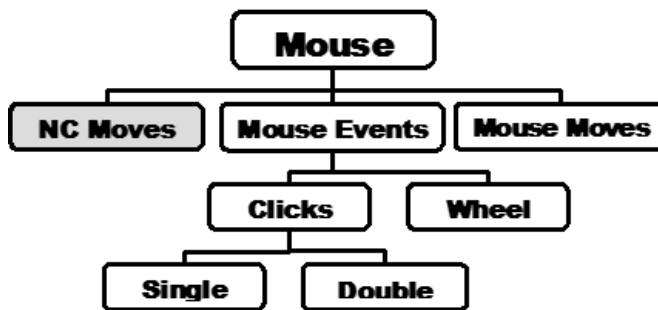 Mouse
NC Moves
Mouse Events
Mouse Moves
Clicks
Wheel
Single
Double